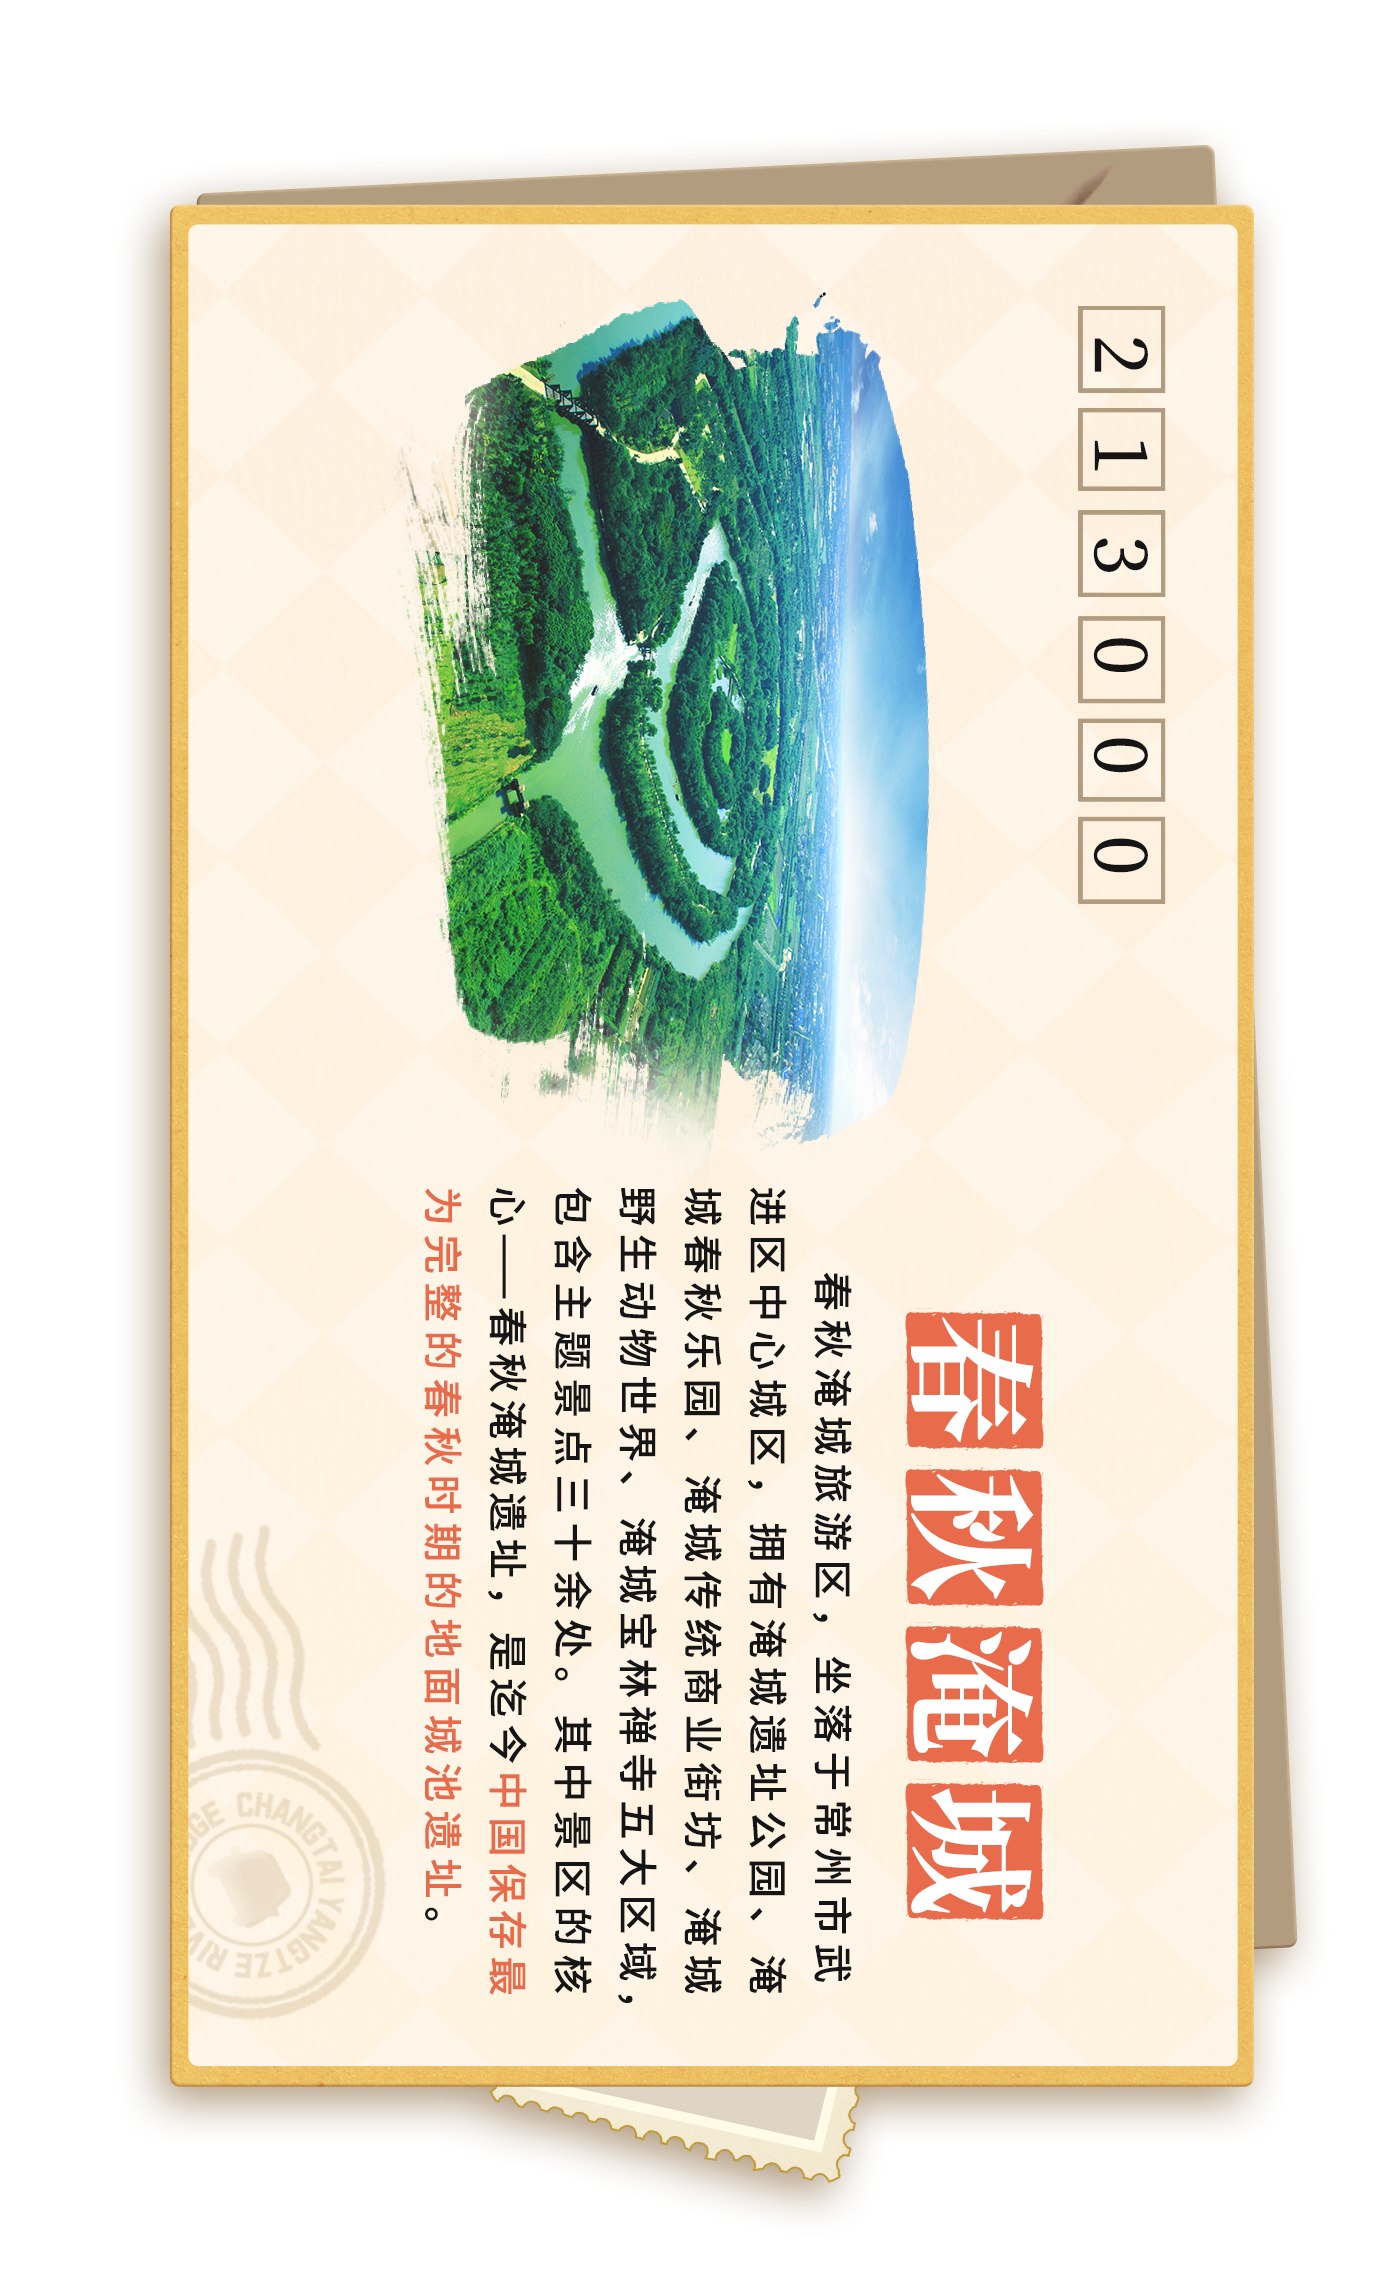 213000
春秋淹城
春秋淹城旅游区，坐落于常州市武
进区中心城区，拥有淹城遗址公园、淹
城春秋乐园、淹城传统商业街坊、淹城
野生动物世界、淹城宝林禅寺五大区域，
包含主题景点三十余处。其中景区的核
心——春秋淹城遗址，是迄今中国保存最
为完整的春秋时期的地面城池遗址。
CHANGTAI YANGTZE